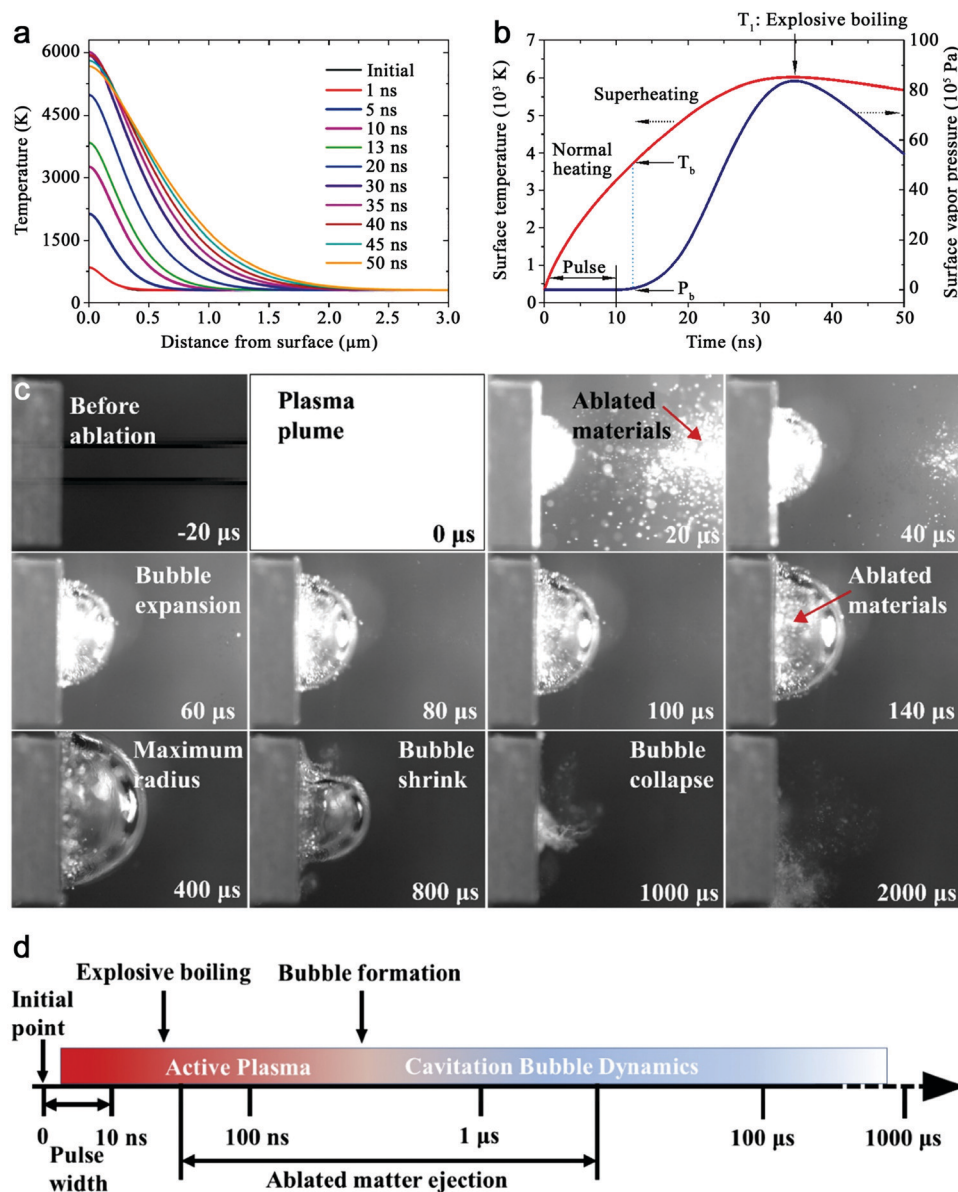 a
6000
4500
3000
1500
0
Temperature (K)
Initial
1 ns
5 ns
10 ns
13 ns
20 ns
30 ns
35 ns
40 ns
45 ns
50 ns
0.0 0.5 1.0 1.5 2.0 2.5 3.0
Distance from surface (μm)
b
T1: Explosive boiling
7
6
5
4
3
2
1
0
Surface temperature (10³ K)
Superheating
Normal
heating
Tb
Pulse
Pb
100
80
60
40
20
0
Surface vapor pressure (10⁵ Pa)
0 10 20 30 40 50
Time (ns)
c
Before
ablation
-20 μs
Plasma
plume
0 μs
Ablated
materials
20 μs
40 μs
Bubble
expansion
60 μs
80 μs
100 μs
Ablated
materials
140 μs
Maximum
radius
400 μs
Bubble
shrink
800 μs
Bubble
collapse
1000 μs
2000 μs
d
Explosive boiling
Bubble formation
Initial
point
Active Plasma
Cavitation Bubble Dynamics
0 10 ns 100 ns 1 μs 100 μs 1000 μs
Pulse
width
Ablated matter ejection